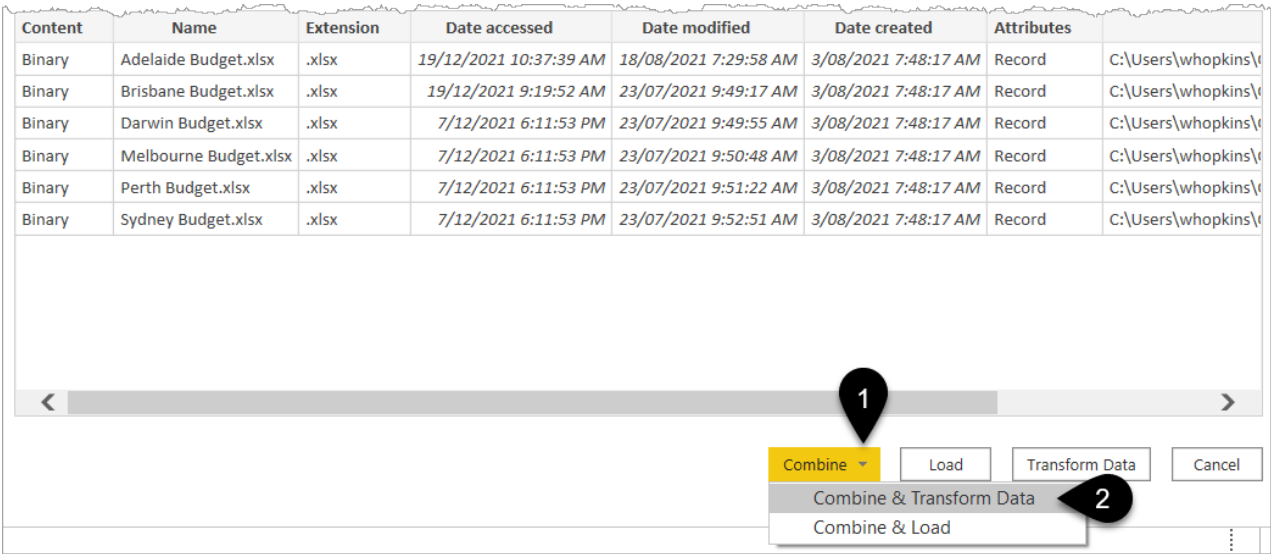 Content Name Extension Date accessed Date modified Date created Attributes
Binary Adelaide Budget.xlsx .xlsx 19/12/2021 10:37:39 AM 18/08/2021 7:29:58 AM 3/08/2021 7:48:17 AM Record C:\Users\whopkins\
Binary Brisbane Budget.xlsx .xlsx 19/12/2021 9:19:52 AM 23/07/2021 9:49:17 AM 3/08/2021 7:48:17 AM Record C:\Users\whopkins\
Binary Darwin Budget.xlsx .xlsx 7/12/2021 6:11:53 PM 23/07/2021 9:49:55 AM 3/08/2021 7:48:17 AM Record C:\Users\whopkins\
Binary Melbourne Budget.xlsx .xlsx 7/12/2021 6:11:53 PM 23/07/2021 9:50:48 AM 3/08/2021 7:48:17 AM Record C:\Users\whopkins\
Binary Perth Budget.xlsx .xlsx 7/12/2021 6:11:53 PM 23/07/2021 9:51:22 AM 3/08/2021 7:48:17 AM Record C:\Users\whopkins\
Binary Sydney Budget.xlsx .xlsx 7/12/2021 6:11:53 PM 23/07/2021 9:52:51 AM 3/08/2021 7:48:17 AM Record C:\Users\whopkins\
1
Combine Load Transform Data Cancel
Combine & Transform Data 2
Combine & Load